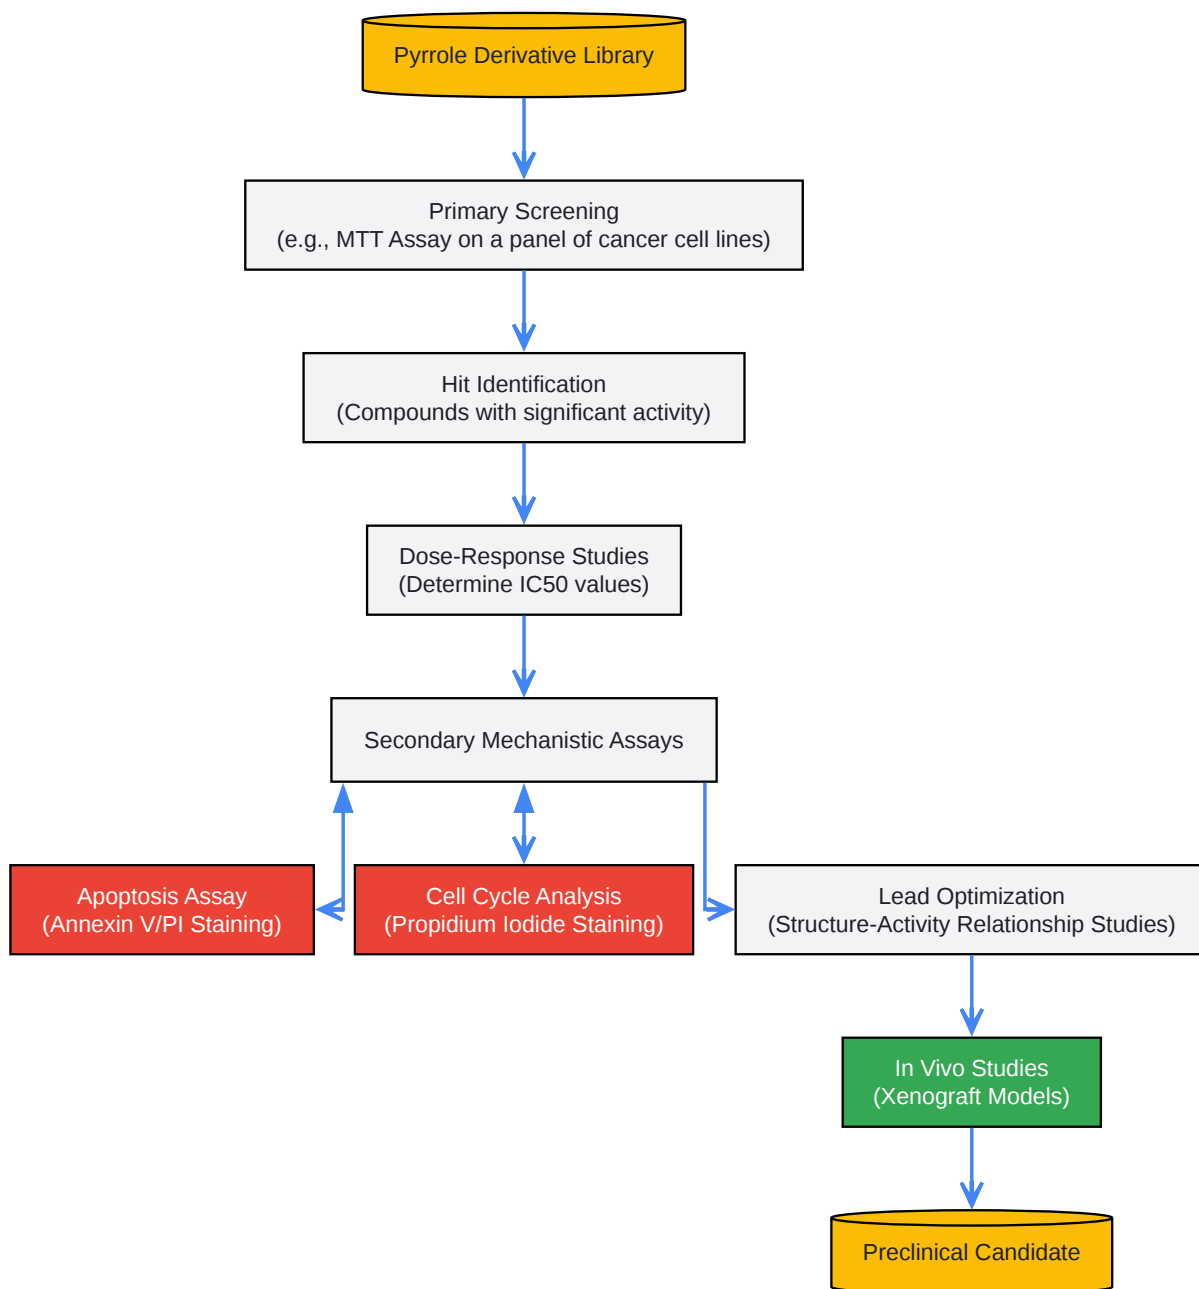 Pyrrole Derivative Library
Primary Screening
(e.g., MTT Assay on a panel of cancer cell lines)
Hit Identification
(Compounds with significant activity)
Dose-Response Studies
(Determine IC50 values)
Secondary Mechanistic Assays
Apoptosis Assay
(Annexin V/PI Staining)
Cell Cycle Analysis
(Propidium Iodide Staining)
Lead Optimization
(Structure-Activity Relationship Studies)
In Vivo Studies
(Xenograft Models)
Preclinical Candidate